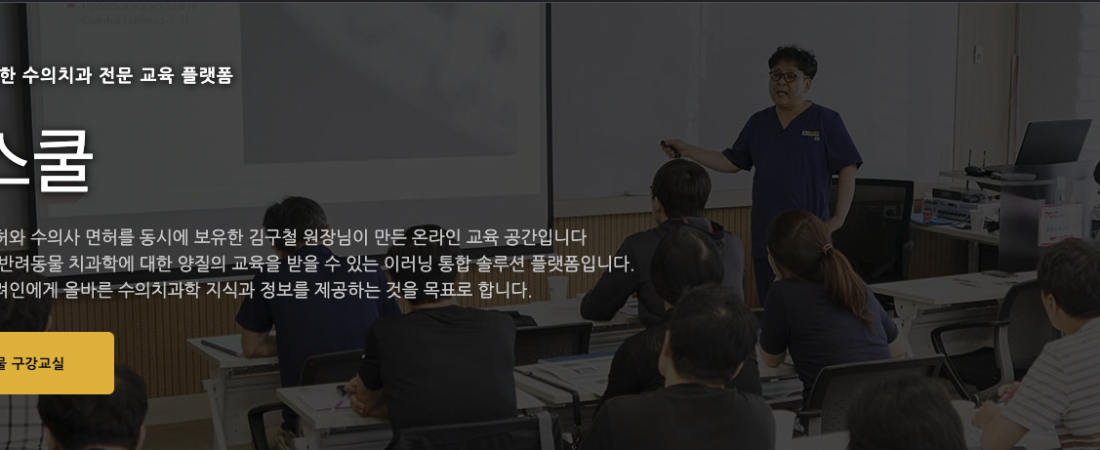 한 수의치과 전문 교육 플랫폼
스쿨
허와 수의사 면허를 동시에 보유한 김구철 원장님이 만든 온라인 교육 공간입니다
반려동물 치과학에 대한 양질의 교육을 받을 수 있는 이러닝 통합 솔루션 플랫폼입니다.
려인에게 올바른 수의치과학 지식과 정보를 제공하는 것을 목표로 합니다.
물 구강교실